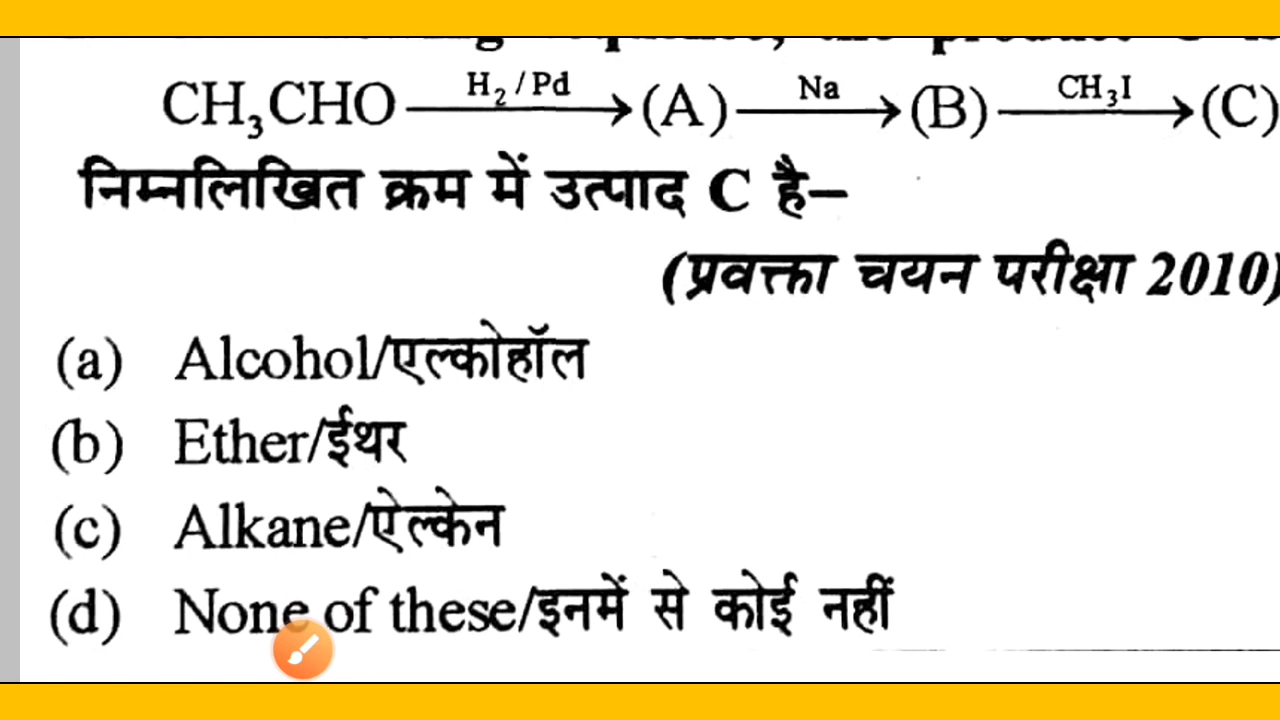 CH₃CHO —H₂/Pd→ (A) —Na→ (B) —CH₃I→ (C)
निम्नलिखित क्रम में उत्पाद C है–
(प्रवक्ता चयन परीक्षा 2010)
(a) Alcohol/एल्कोहॉल
(b) Ether/ईथर
(c) Alkane/ऐल्केन
(d) None of these/इनमें से कोई नहीं